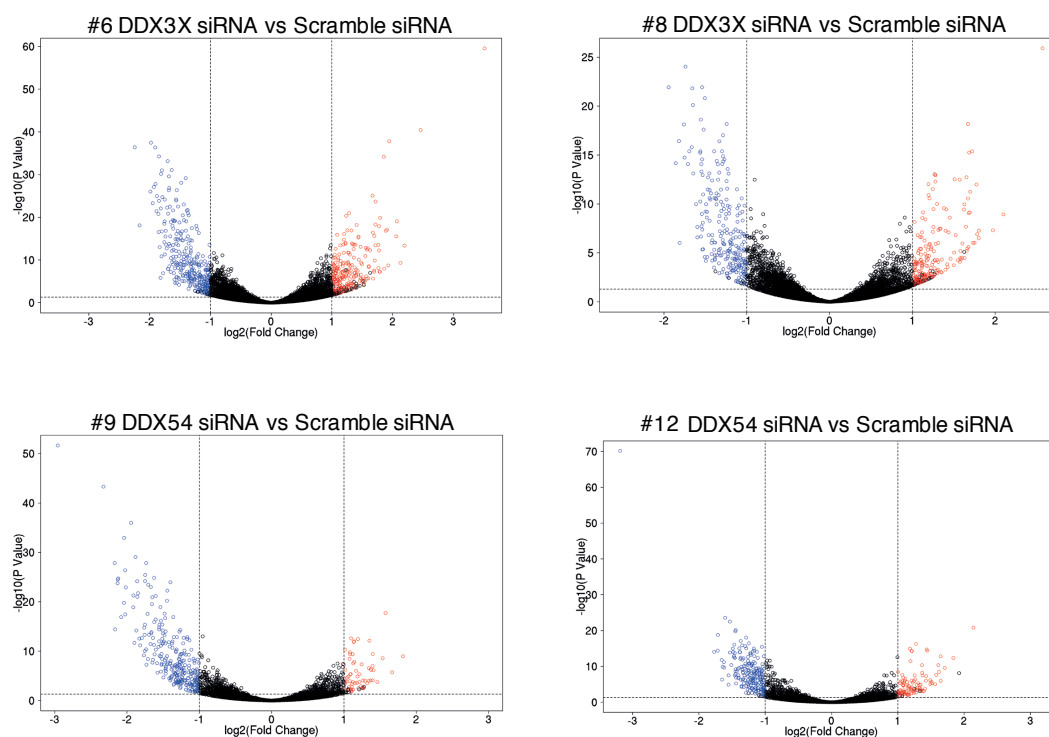 #6 DDX3X siRNA vs Scramble siRNA
60
50
40
30
20
10
0
-log10(P Value)
-3 -2 -1 0 1 2 3
log2(Fold Change)
#8 DDX3X siRNA vs Scramble siRNA
25
20
15
10
5
0
-log10(P Value)
-2 -1 0 1 2
log2(Fold Change)
#9 DDX54 siRNA vs Scramble siRNA
50
40
30
20
10
0
-log10(P Value)
-3 -2 -1 0 1 2 3
log2(Fold Change)
#12 DDX54 siRNA vs Scramble siRNA
70
60
50
40
30
20
10
0
-log10(P Value)
-3 -2 -1 0 1 2 3
log2(Fold Change)